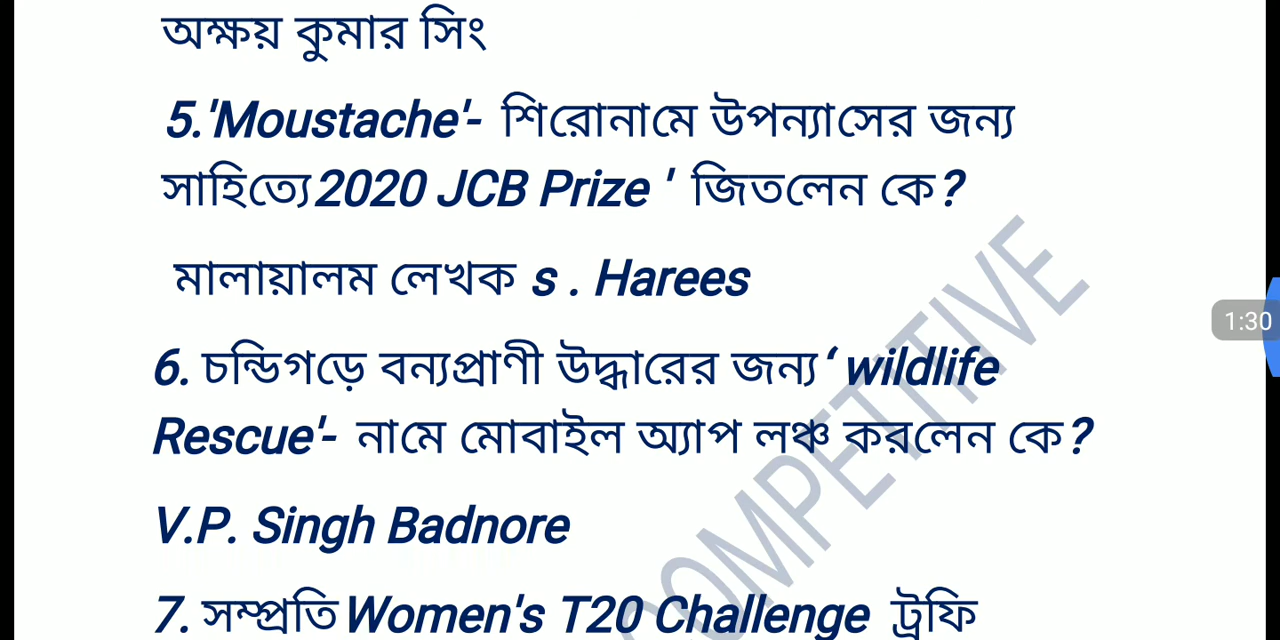 অক্ষয় কুমার সিং
5.'Moustache'- শিরোনামে উপন্যাসের জন্য
সাহিত্যে2020 JCB Prize ' জিতলেন কে?
মালায়ালম লেখক s . Harees
6. চন্ডিগড়ে বন্যপ্রাণী উদ্ধারের জন্য‘ wildlife
Rescue'- নামে মোবাইল অ্যাপ লঞ্চ করলেন কে?
V.P. Singh Badnore
7. সম্প্রতি Women's T20 Challenge ট্রফি
COMPETITIVE
1:30